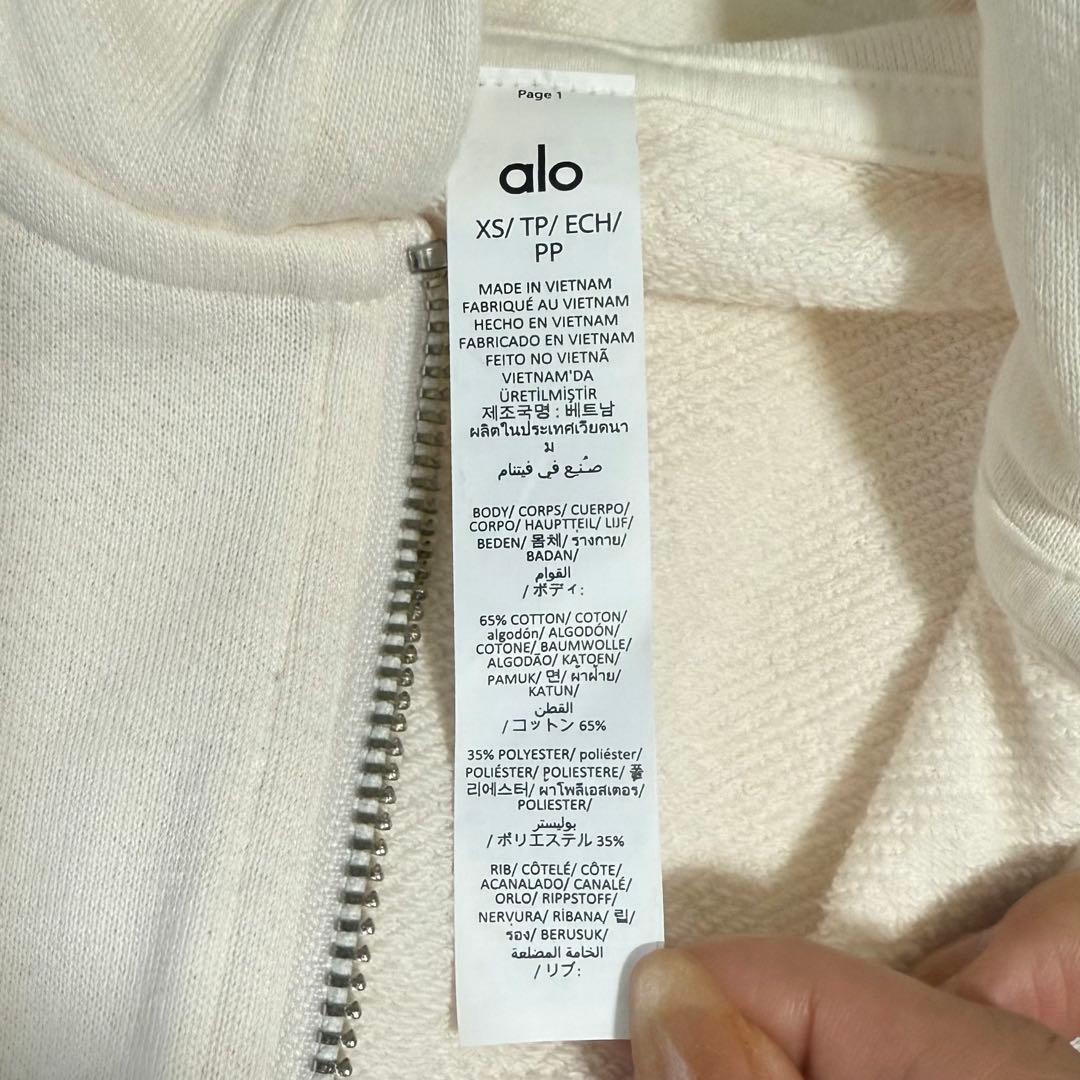 Page 1
alo
XS/ TP/ ECH/
PP
MADE IN VIETNAM
FABRIQUÉ AU VIETNAM
HECHO EN VIETNAM
FABRICADO EN VIETNAM
FEITO NO VIETNÃ
VIETNAM'DA
ÜRETİLMİŞTİR
제조국명 : 베트남
ผลิตในประเทศเวียดนา
ม
صُنِع في فيتنام
BODY/ CORPS/ CUERPO/
CORPO/ HAUPTTEIL/ LIJF/
BEDEN/ 몸체/ ร่างกาย/
BADAN/
القوام
/ ボディ:
65% COTTON/ COTON/
algodón/ ALGODÓN/
COTONE/ BAUMWOLLE/
ALGODÃO/ KATOEN/
PAMUK/ 면/ ผ้าฝ้าย/
KATUN/
القطن
/ コットン 65%
35% POLYESTER/ poliéster/
POLIÉSTER/ POLIESTERE/ 폴
리에스터/ ผ้าโพลีเอสเตอร/
POLIESTER/
بوليستر
/ ポリエステル 35%
RIB/ CÔTELÉ/ CÔTE/
ACANALADO/ CANALÉ/
ORLO/ RIPPSTOFF/
NERVURA/ RİBANA/ 립/
รอง/ BERUSUK/
الخامة المضلعة
/ リブ: